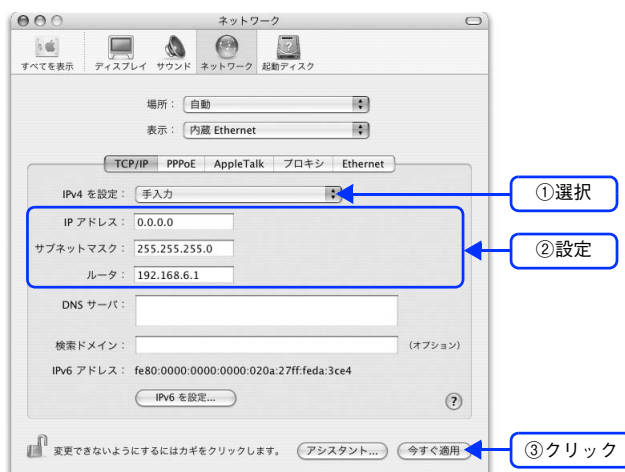 ネットワーク
すべてを表示 ディスプレイ サウンド ネットワーク 起動ディスク
場所： 自動
表示： 内蔵 Ethernet
TCP/IP PPPoE AppleTalk プロキシ Ethernet
IPv4 を設定： 手入力
①選択
IP アドレス： 0.0.0.0
サブネットマスク： 255.255.255.0
②設定
ルータ： 192.168.6.1
DNS サーバ：
検索ドメイン： (オプション)
IPv6 アドレス： fe80:0000:0000:0000:020a:27ff:feda:3ce4
IPv6 を設定... ?
変更できないようにするにはカギをクリックします。 アシスタント... 今すぐ適用
③クリック